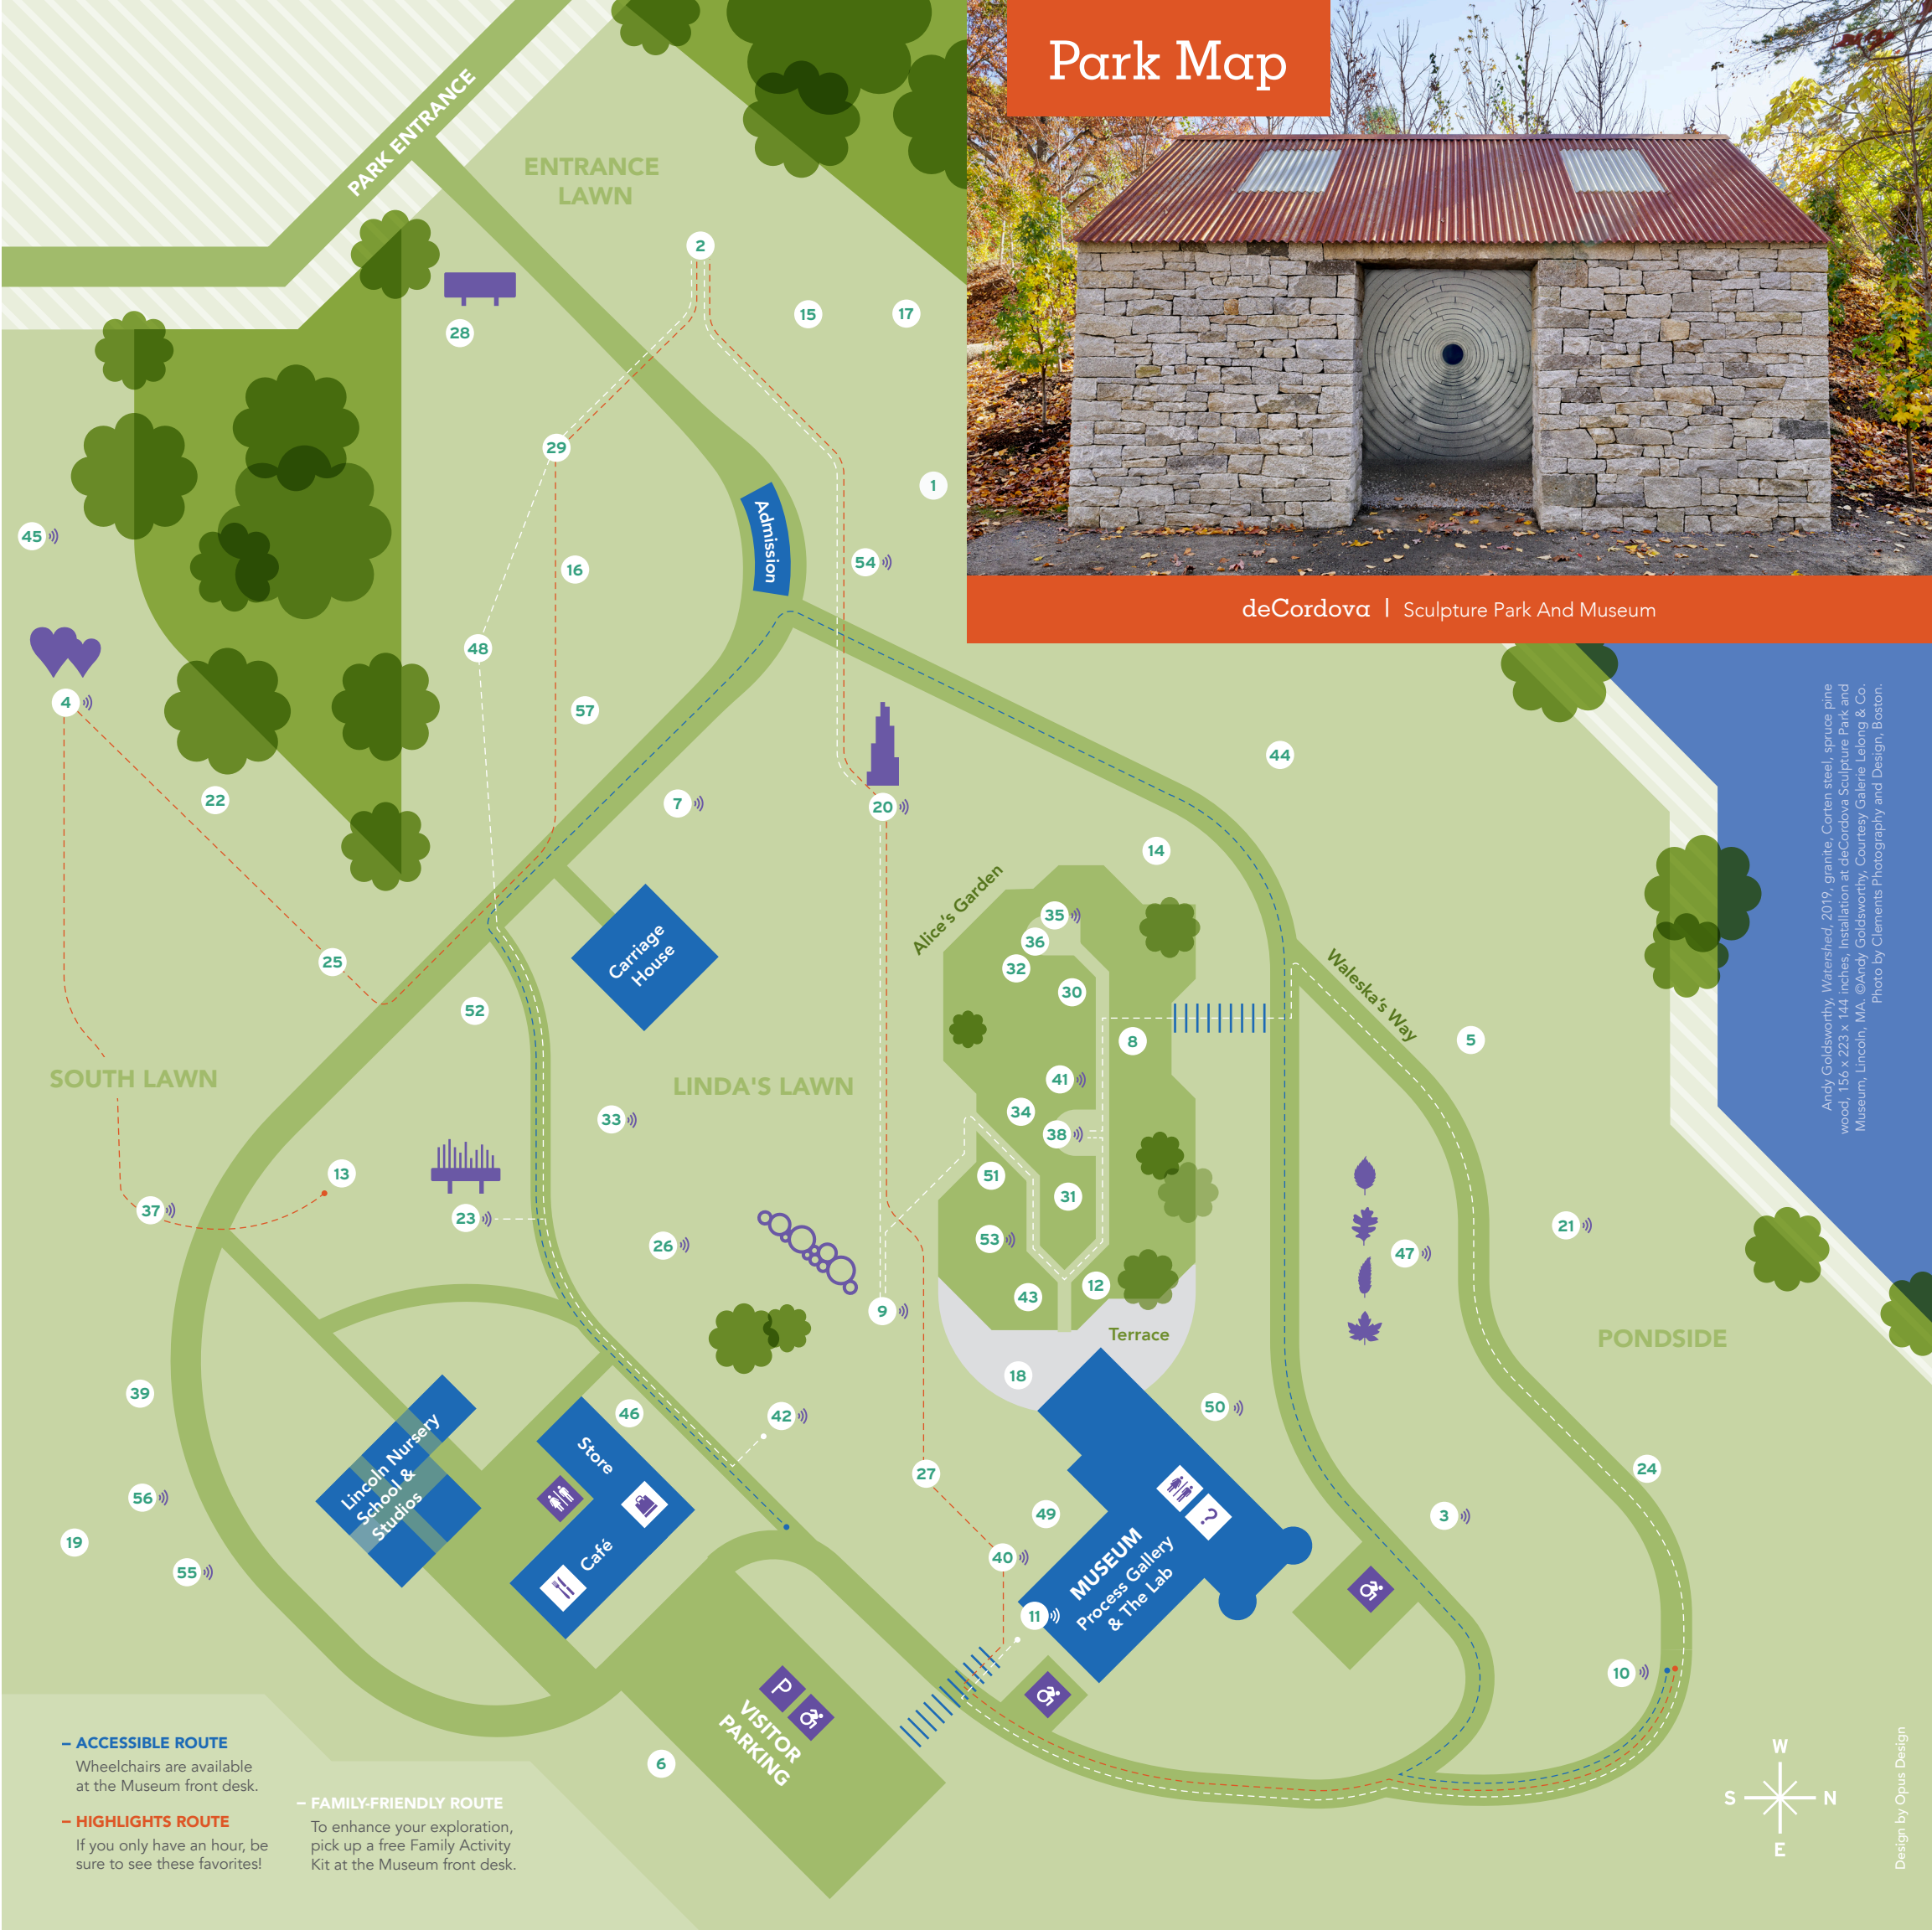 Park Map
deCordova | Sculpture Park And Museum
PARK ENTRANCE
ENTRANCE
LAWN
2
15
17
28
29
1
45
Admission
54
16
48
4
57
44
22
7
20
14
Alice's Garden
35
36
32
30
25
Carriage
House
52
Waleska's Way
8
5
SOUTH LAWN
LINDA'S LAWN
41
33
34
38
13
51
31
37
23
53
21
26
47
12
43
9
Terrace
PONDSIDE
18
39
46
42
50
Lincoln Nursery
School &
Studios
Store
Café
27
24
56
49
3
19
40
55
MUSEUM
Process Gallery
& The Lab
?
11
10
P
VISITOR
PARKING
6
– ACCESSIBLE ROUTE
Wheelchairs are available
at the Museum front desk.
– HIGHLIGHTS ROUTE
If you only have an hour, be
sure to see these favorites!
– FAMILY-FRIENDLY ROUTE
To enhance your exploration,
pick up a free Family Activity
Kit at the Museum front desk.
W
S
N
E
Andy Goldsworthy, Watershed, 2019, granite, Corten steel, spruce pine
wood, 156 x 223 x 144 inches, Installation at deCordova Sculpture Park and
Museum, Lincoln, MA. ©Andy Goldsworthy, Courtesy Galerie Lelong & Co.
Photo by Clements Photography and Design, Boston.
Design by Opus Design